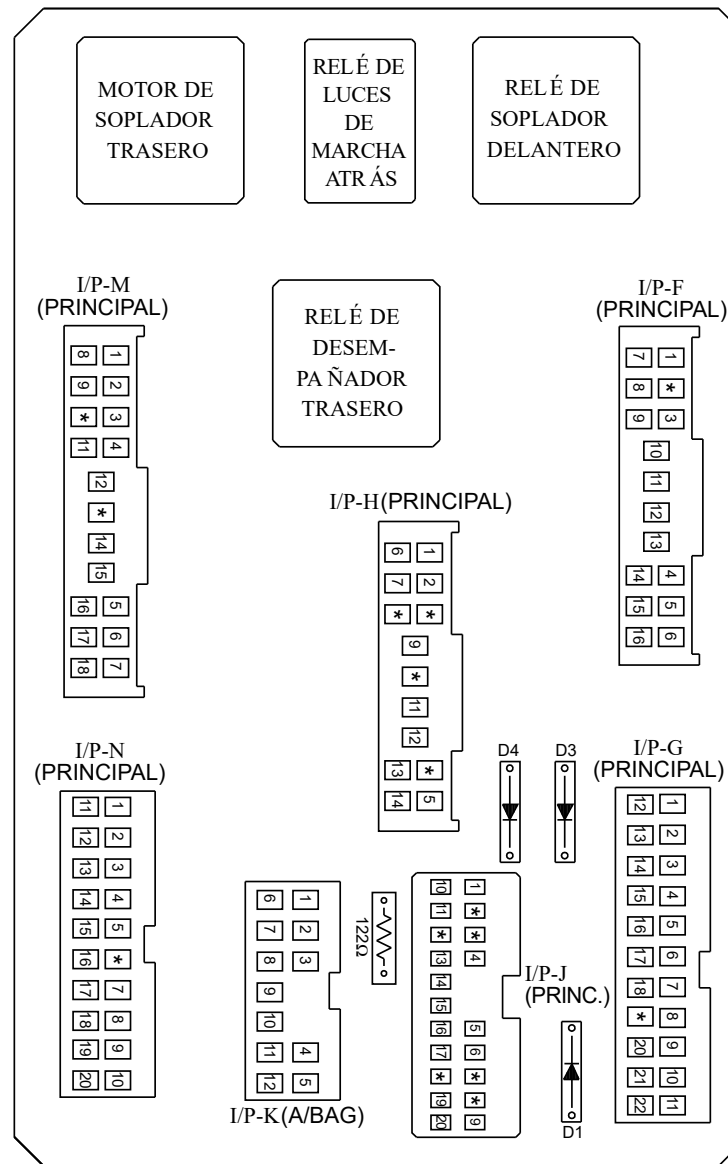 MOTOR DE
SOPLADOR
TRASERO
RELÉ DE
LUCES
DE
MARCHA
ATRÁS
RELÉ DE
SOPLADOR
DELANTERO
I/P-M
(PRINCIPAL)
8 1
9 2
* 3
11 4
12
*
14
15
16 5
17 6
18 7
RELÉ DE
DESEM-
PAÑADOR
TRASERO
I/P-F
(PRINCIPAL)
7 1
8 *
9 3
10
11
12
13
14 4
15 5
16 6
I/P-H(PRINCIPAL)
6 1
7 2
* *
9
*
11
12
13 *
14 5
I/P-N
(PRINCIPAL)
11 1
12 2
13 3
14 4
15 5
16 *
17 7
18 8
19 9
20 10
D4
D3
I/P-G
(PRINCIPAL)
12 1
13 2
14 3
15 4
16 5
17 6
18 7
* 8
20 9
21 10
22 11
6 1
7 2
8 3
9
10
11 4
12 5
I/P-K(A/BAG)
122Ω
10 1
11 *
* *
13 4
14
15
16 5
17 6
* *
19 *
20 9
I/P-J
(PRINC.)
D1